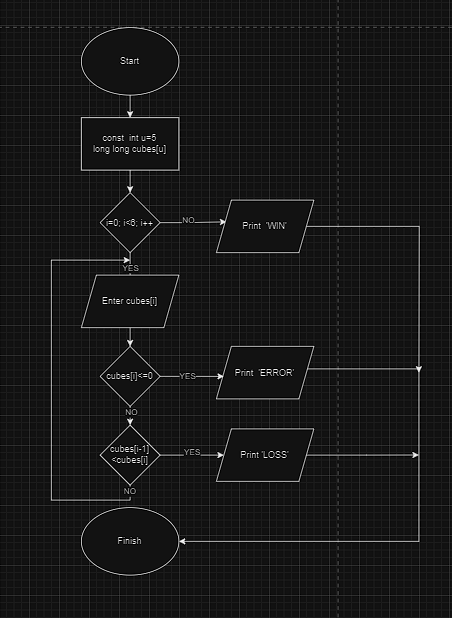 Start
const  int u=5
long long cubes[u]
i=0; i<6; i++
NO
Print  'WIN'
YES
Enter cubes[i]
cubes[i]<=0
YES
Print  'ERROR'
NO
cubes[i-1]
<cubes[i]
YES
Print 'LOSS'
NO
Finish